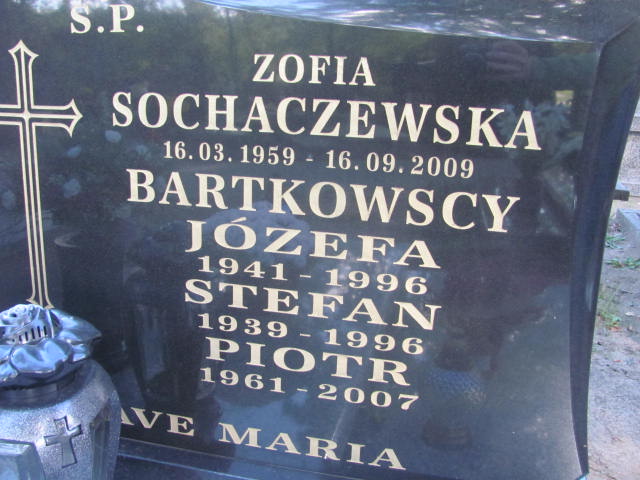 Ś.P.
ZOFIA
SOCHACZEWSKA
16.03.1959 - 16.09.2009
BARTKOWSCY
JÓZEFA
1941 - 1996
STEFAN
1939 - 1996
PIOTR
1961 - 2007
AVE MARIA